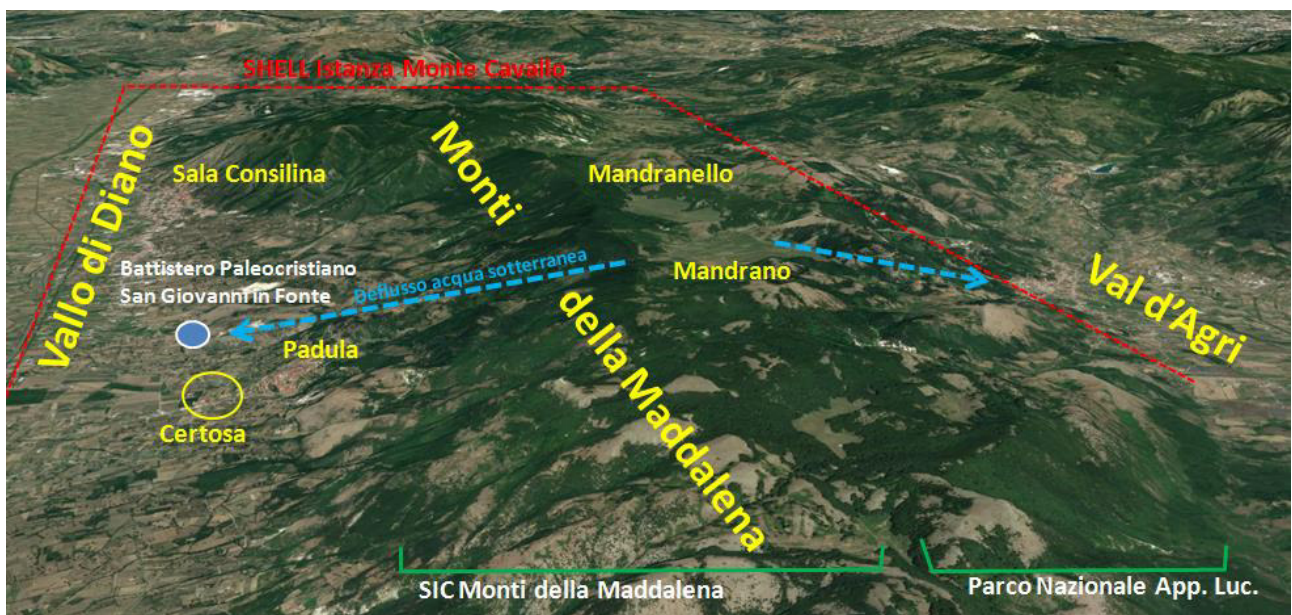 SHELL Istanza Monte Cavallo
Vallo di Diano
Sala Consilina
Monti
Mandranello
Battistero Paleocristiano
San Giovanni in Fonte
Deflusso acqua sotterranea
Mandrano
Val d'Agri
Padula
della Maddalena
Certosa
SIC Monti della Maddalena
Parco Nazionale App. Luc.